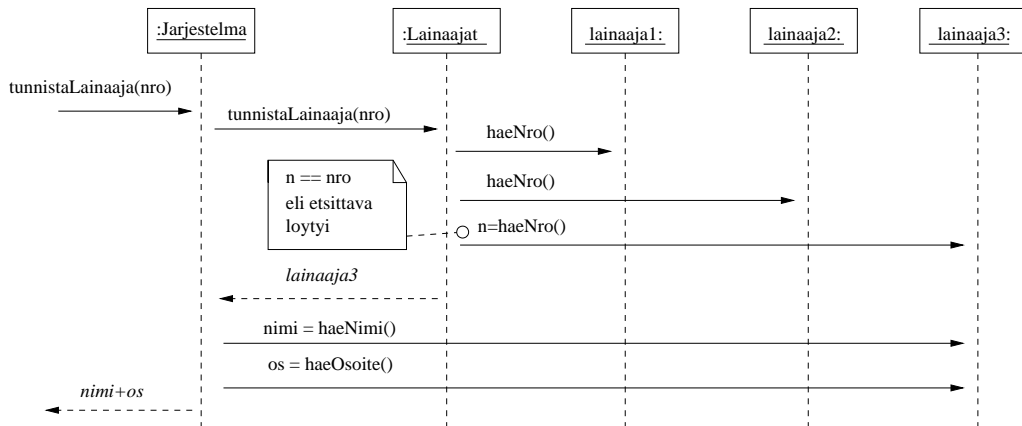 :Jarjestelma
:Lainaajat
lainaaja1:
lainaaja2:
lainaaja3:
tunnistaLainaaja(nro)
tunnistaLainaaja(nro)
haeNro()
n == nro
eli etsittava
loytyi
haeNro()
n=haeNro()
lainaaja3
nimi = haeNimi()
os = haeOsoite()
nimi+os